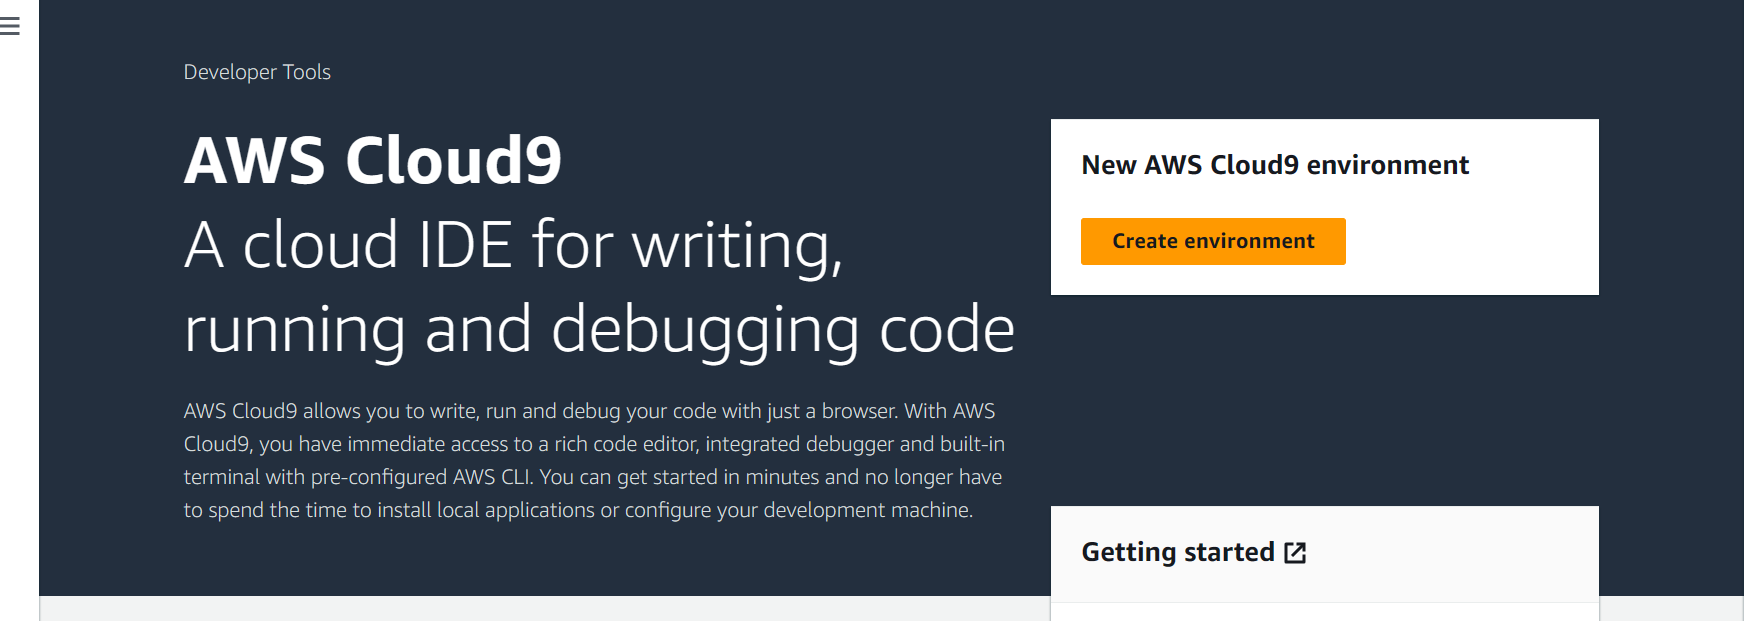 Developer Tools
AWS Cloud9
A cloud IDE for writing,
running and debugging code
AWS Cloud9 allows you to write, run and debug your code with just a browser. With AWS
Cloud9, you have immediate access to a rich code editor, integrated debugger and built-in
terminal with pre-configured AWS CLI. You can get started in minutes and no longer have
to spend the time to install local applications or configure your development machine.
New AWS Cloud9 environment
Create environment
Getting started